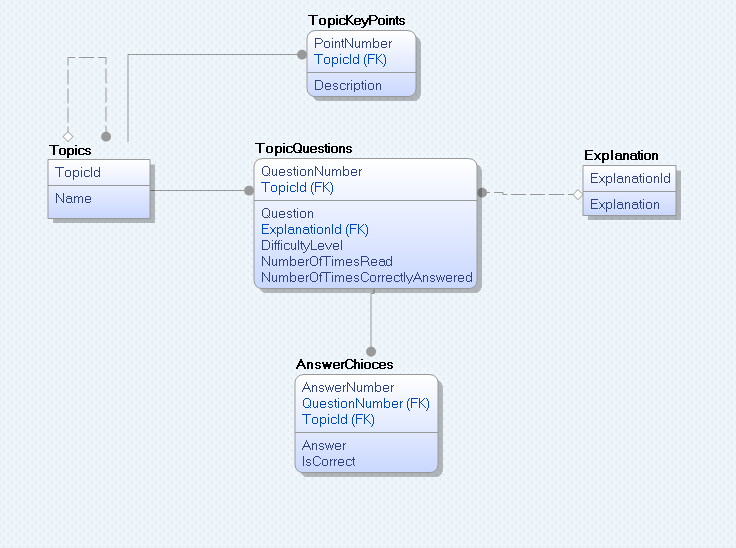 TopicKeyPoints
PointNumber
TopicId (FK)
Description
Topics
TopicId
Name
TopicQuestions
QuestionNumber
TopicId (FK)
Question
ExplanationId (FK)
DifficultyLevel
NumberOfTimesRead
NumberOfTimesCorrectlyAnswered
Explanation
ExplanationId
Explanation
AnswerChioces
AnswerNumber
QuestionNumber (FK)
TopicId (FK)
Answer
IsCorrect